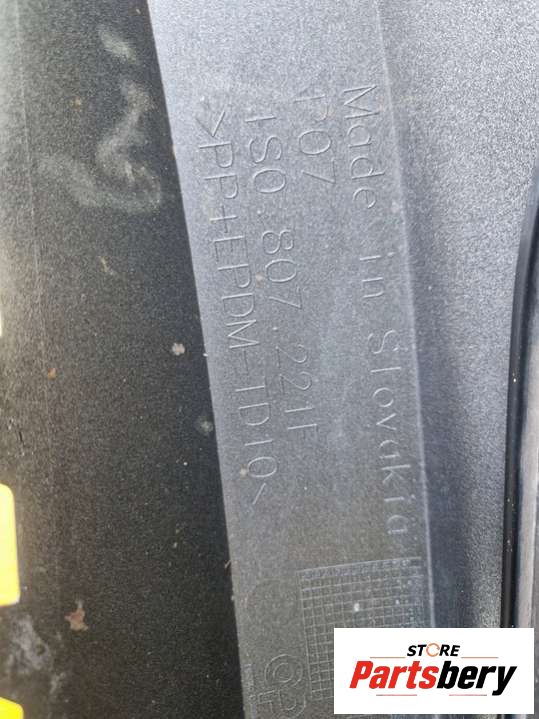 Made in Slovakia
P07
1S0.807.221F
>PP+EPDM-TD10<
STORE
Partsbery